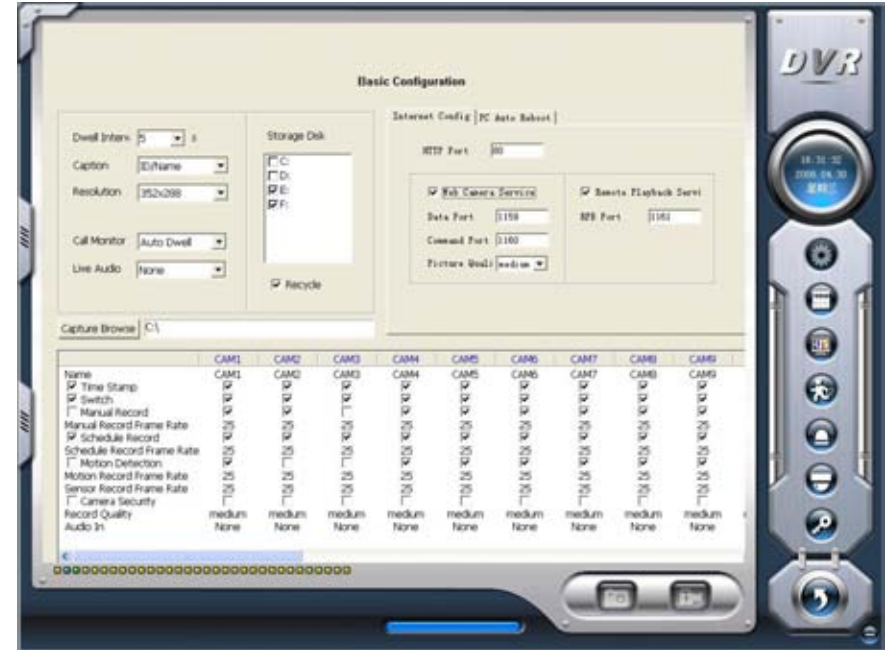 DVR
Basic Configuration
Internet Config PC Auto Reboot
Dwell Interv 5 s
Storage Disk
HTTP Port 80
Caption ID/Name
C:
D:
Resolution 352x288
E:
F:
Web Camera Service
Remote Playback Servi
Data Port 1159
RPB Port 1161
Command Port 1160
Call Monitor Auto Dwell
Picture Quali medium
Live Audio None
Recycle
Capture Browse C:\
CAM1 CAM2 CAM3 CAM4 CAM5 CAM6 CAM7 CAM8 CAM9
Name CAM1 CAM2 CAM3 CAM4 CAM5 CAM6 CAM7 CAM8 CAM9
Time Stamp
Switch
Manual Record
Manual Record Frame Rate 25 25 25 25 25 25 25 25 25
Schedule Record
Schedule Record Frame Rate 25 25 25 25 25 25 25 25 25
Motion Detection
Motion Record Frame Rate 25 25 25 25 25 25 25 25 25
Sensor Record Frame Rate 25 25 25 25 25 25 25 25 25
Camera Security
Record Quality medium medium medium medium medium medium medium medium medium
Audio In None None None None None None None None None